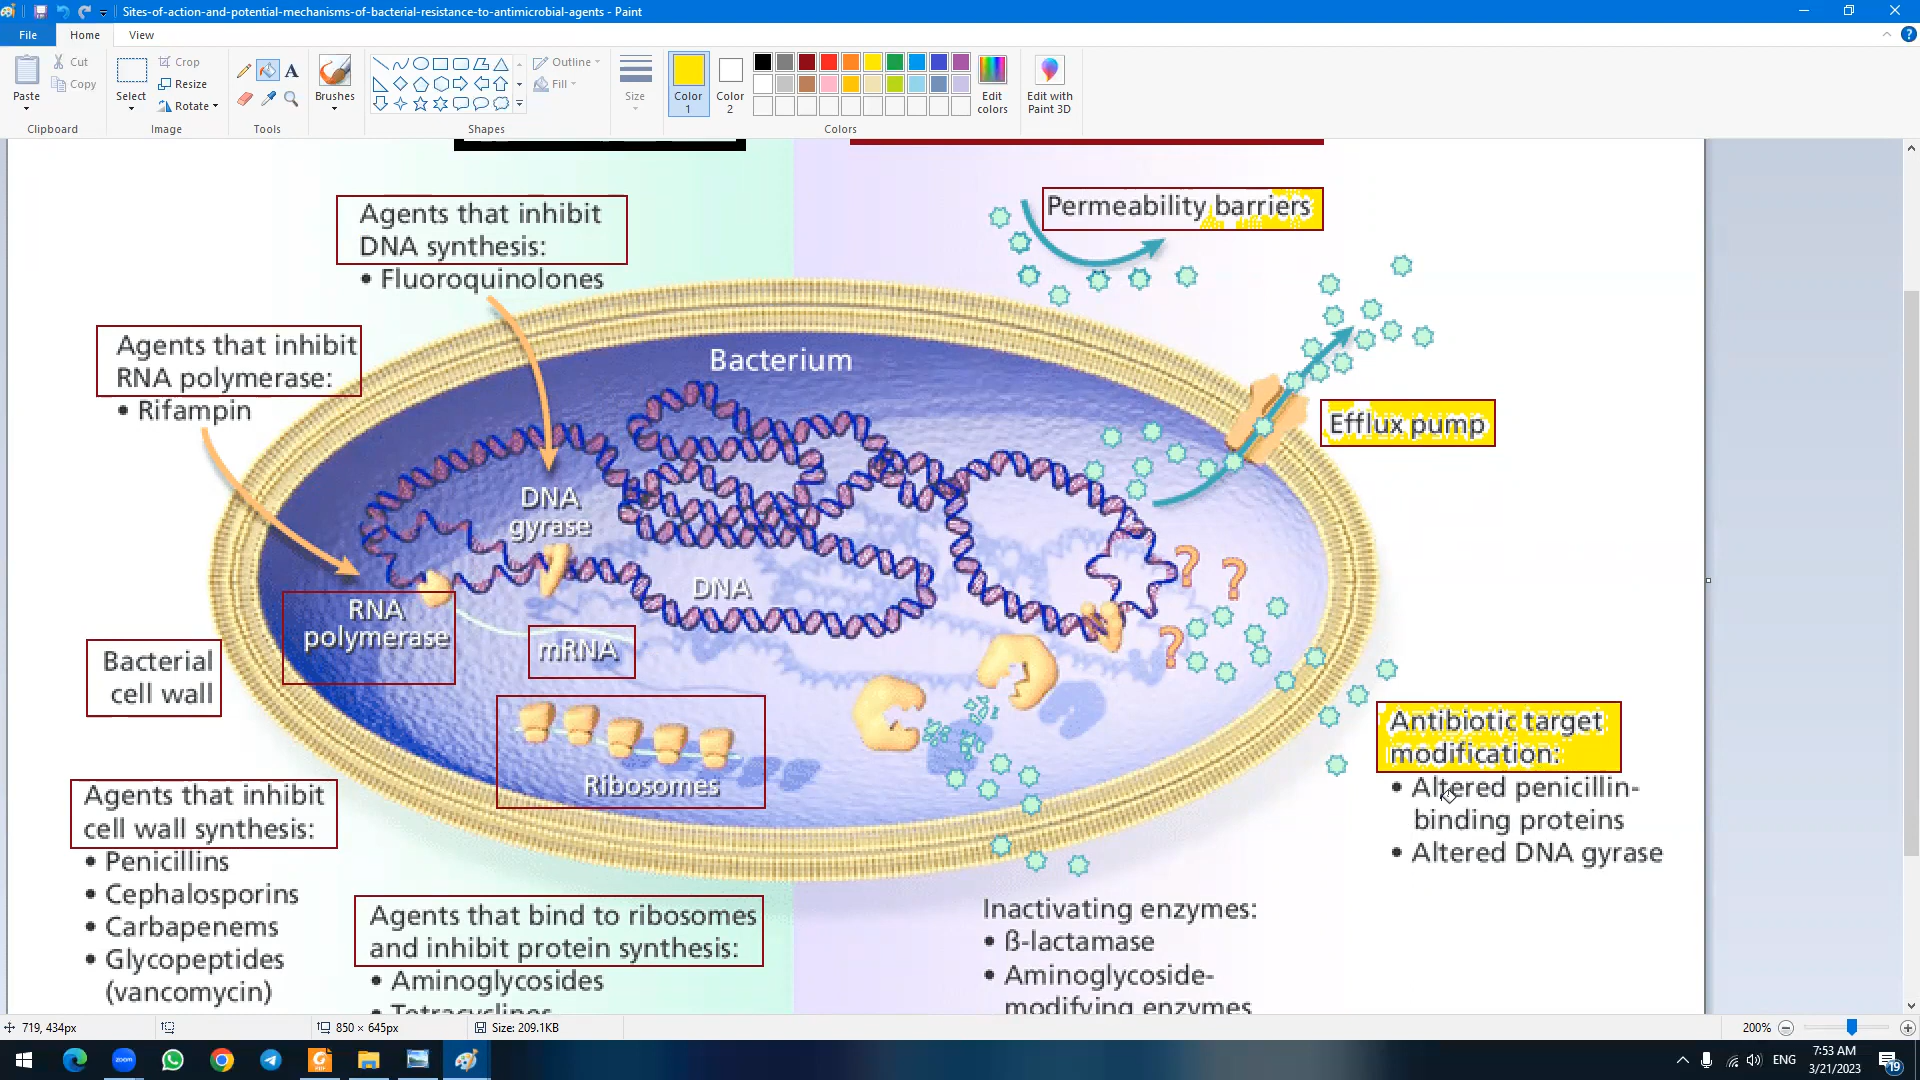 Sites-of-action-and-potential-mechanisms-of-bacterial-resistance-to-antimicrobial-agents - Paint
File
Home
View
Paste
Cut
Copy
Clipboard
Select
Crop
Resize
Rotate
Image
A
Tools
Brushes
Shapes
Outline
Fill
Size
Color
1
Color
2
Colors
Edit
colors
Edit with
Paint 3D
Agents that inhibit
DNA synthesis:
• Fluoroquinolones
Agents that inhibit
RNA polymerase:
• Rifampin
Permeability barriers
Bacterium
Efflux pump
DNA
gyrase
DNA
RNA
polymerase
mRNA
? ?
?
Bacterial
cell wall
Ribosomes
Antibiotic target
modification:
• Altered penicillin-
binding proteins
• Altered DNA gyrase
Agents that inhibit
cell wall synthesis:
• Penicillins
• Cephalosporins
• Carbapenems
• Glycopeptides
(vancomycin)
Agents that bind to ribosomes
and inhibit protein synthesis:
• Aminoglycosides
• Tetracyclines
Inactivating enzymes:
• ß-lactamase
• Aminoglycoside-
modifying enzymes
719, 434px
850 × 645px
Size: 209.1KB
200%
zoom
ENG
7:53 AM
3/21/2023
19